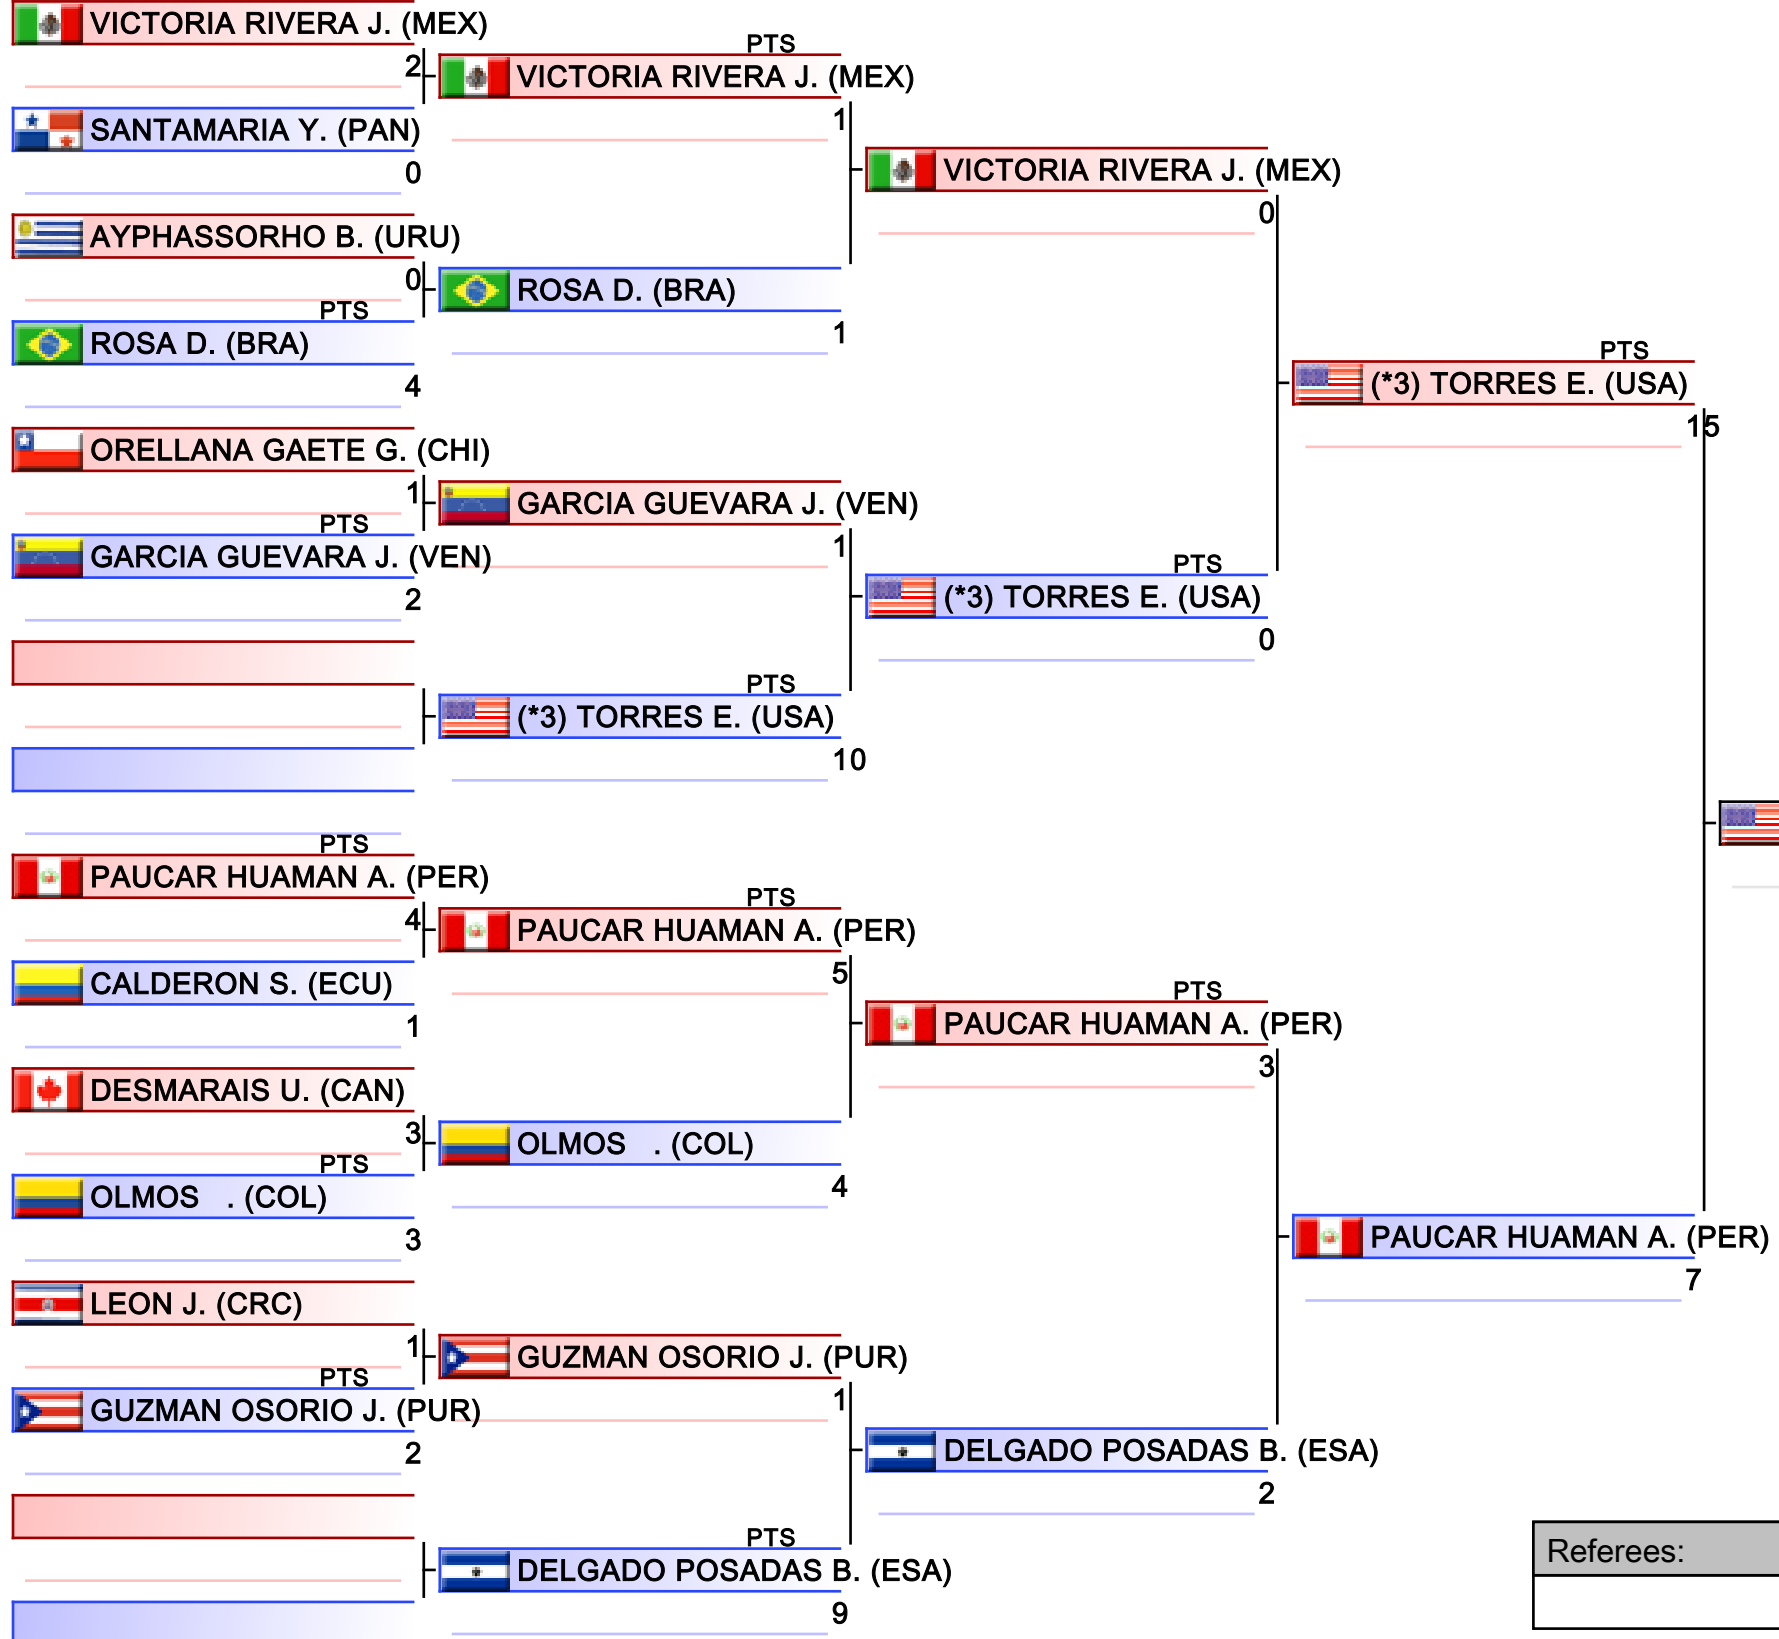 VICTORIA RIVERA J. (MEX)
2
SANTAMARIA Y. (PAN)
0
AYPHASSORHO B. (URU)
0
PTS
ROSA D. (BRA)
4
ORELLANA GAETE G. (CHI)
1
PTS
GARCIA GUEVARA J. (VEN)
2
PTS
PAUCAR HUAMAN A. (PER)
4
CALDERON S. (ECU)
1
DESMARAIS U. (CAN)
3
PTS
OLMOS . (COL)
3
LEON J. (CRC)
1
PTS
GUZMAN OSORIO J. (PUR)
2
PTS
VICTORIA RIVERA J. (MEX)
1
ROSA D. (BRA)
1
GARCIA GUEVARA J. (VEN)
1
PTS
(*3) TORRES E. (USA)
10
PTS
PAUCAR HUAMAN A. (PER)
5
OLMOS . (COL)
4
GUZMAN OSORIO J. (PUR)
1
PTS
DELGADO POSADAS B. (ESA)
9
VICTORIA RIVERA J. (MEX)
0
PTS
(*3) TORRES E. (USA)
0
PTS
PAUCAR HUAMAN A. (PER)
3
DELGADO POSADAS B. (ESA)
2
PTS
(*3) TORRES E. (USA)
15
PAUCAR HUAMAN A. (PER)
7
Referees: